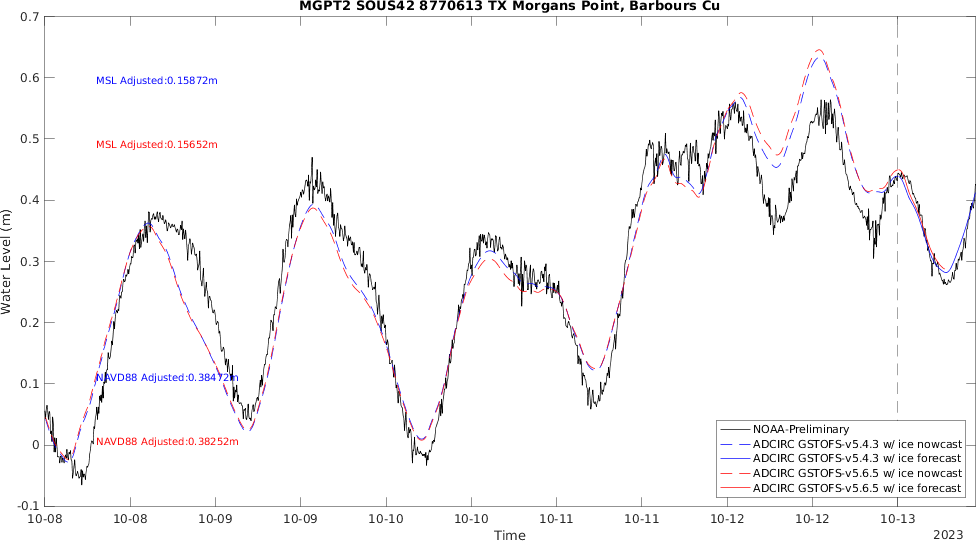 MGPT2 SOUS42 8770613 TX Morgans Point, Barbours Cu
0.7
0.6
0.5
0.4
0.3
0.2
0.1
0
-0.1
Water Level (m)
MSL Adjusted:0.15872m
MSL Adjusted:0.15652m
NAVD88 Adjusted:0.38472m
NAVD88 Adjusted:0.38252m
NOAA-Preliminary
ADCIRC GSTOFS-v5.4.3 w/ ice nowcast
ADCIRC GSTOFS-v5.4.3 w/ ice forecast
ADCIRC GSTOFS-v5.6.5 w/ ice nowcast
ADCIRC GSTOFS-v5.6.5 w/ ice forecast
10-08 10-08 10-09 10-09 10-10 10-10 10-11 10-11 10-12 10-12 10-13
Time
2023